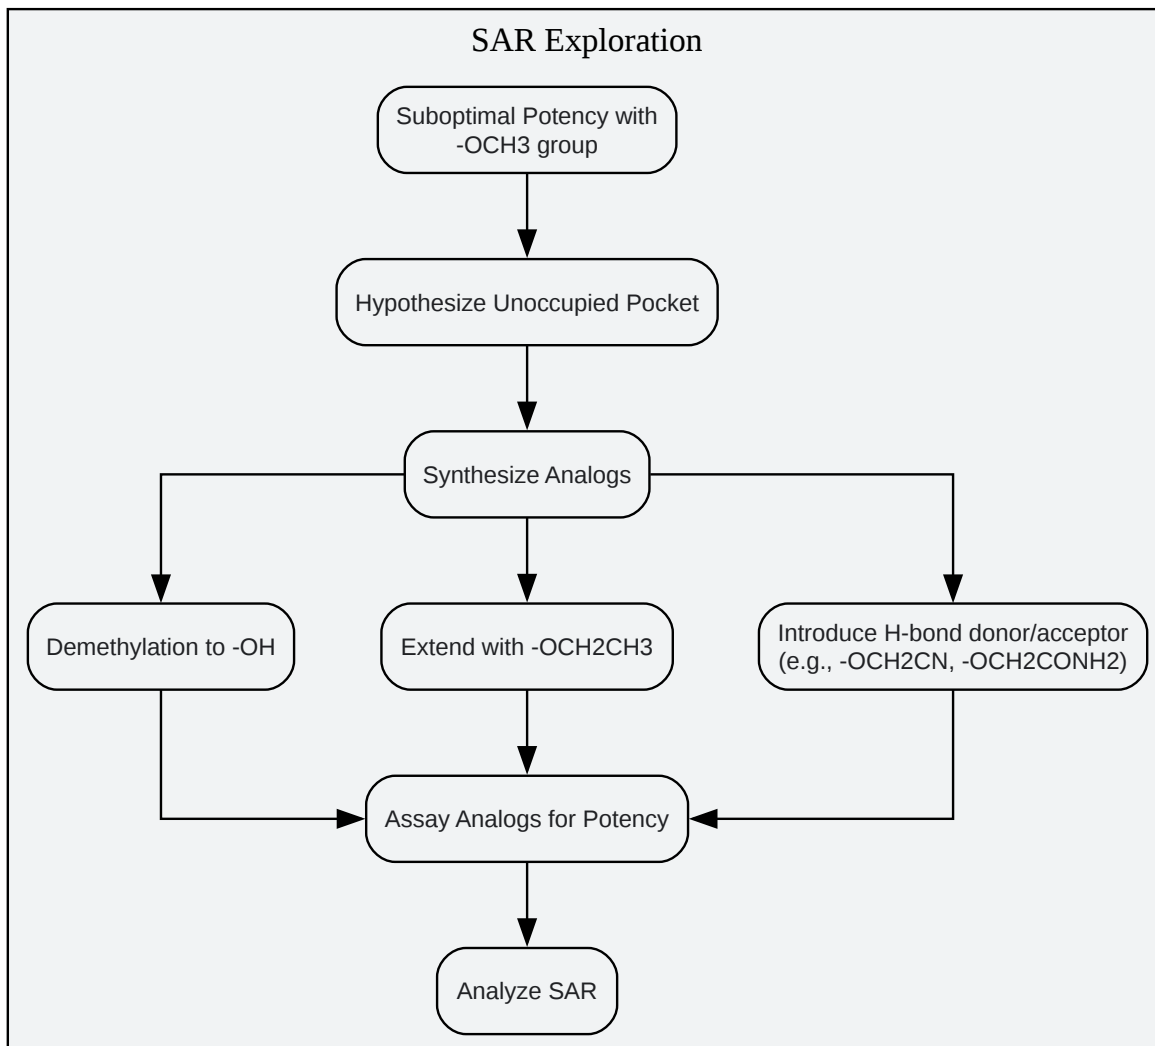 SAR Exploration
Suboptimal Potency with
-OCH3 group
Hypothesize Unoccupied Pocket
Synthesize Analogs
Demethylation to -OH
Extend with -OCH2CH3
Introduce H-bond donor/acceptor
(e.g., -OCH2CN, -OCH2CONH2)
Assay Analogs for Potency
Analyze SAR